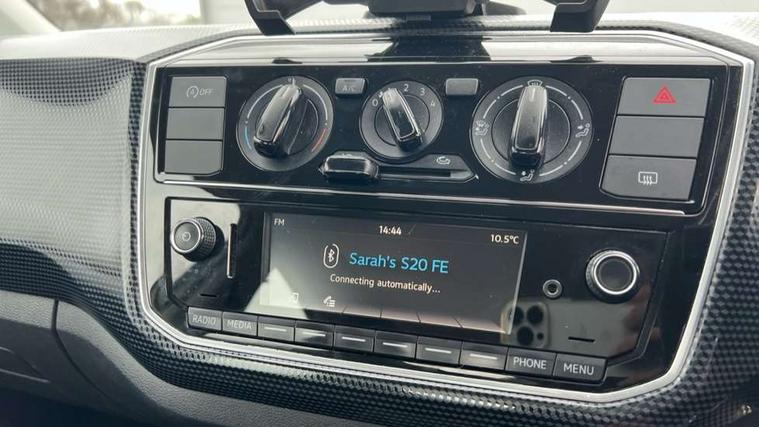 OFF
A/C
0 1 2 3 4
FM
14:44
10.5°C
Sarah's S20 FE
Connecting automatically...
RADIO
MEDIA
PHONE
MENU